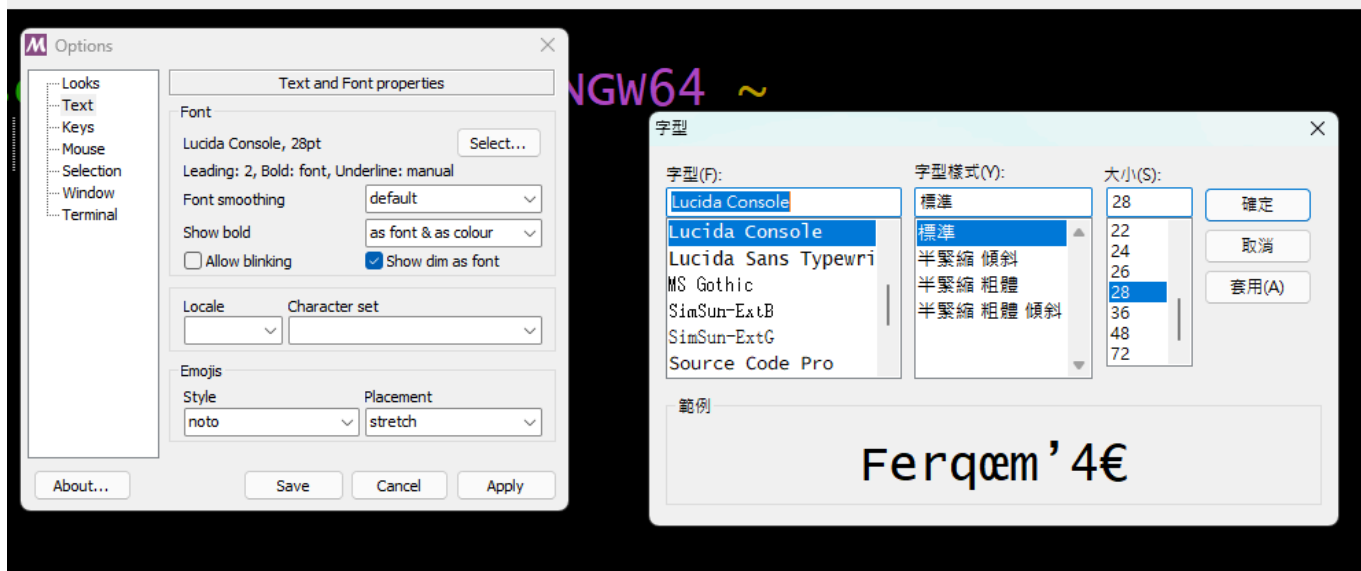 Options
Looks
Text
Keys
Mouse
Selection
Window
Terminal
Text and Font properties
Font
Lucida Console, 28pt
Select...
Leading: 2, Bold: font, Underline: manual
Font smoothing
default
Show bold
as font & as colour
Allow blinking
Show dim as font
Locale
Character set
Emojis
Style
Placement
noto
stretch
About...
Save
Cancel
Apply
NGW64 ~
字型
字型(F):
Lucida Console
Lucida Console
Lucida Sans Typewri
MS Gothic
SimSun-ExtB
SimSun-ExtG
Source Code Pro
字型樣式(Y):
標準
標準
半緊縮 傾斜
半緊縮 粗體
半緊縮 粗體 傾斜
大小(S):
28
22
24
26
28
36
48
72
確定
取消
套用(A)
範例
Ferqœm’4€